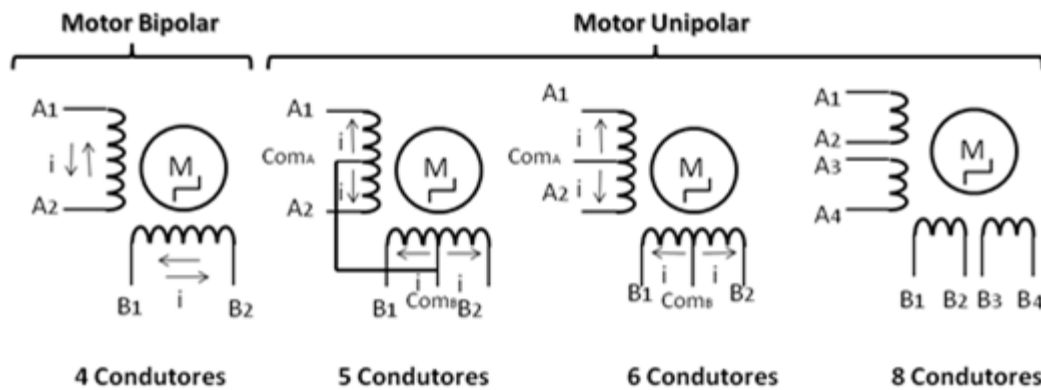 Motor Bipolar
Motor Unipolar
A1
i
A2
M
B1
i
B2
4 Condutores
A1
i
ComA
i
A2
M
i
i
B1
ComB
B2
5 Condutores
A1
i
ComA
A2
i
M
i
i
B1
ComB
B2
6 Condutores
A1
A2
A3
A4
M
B1
B2
B3
B4
8 Condutores